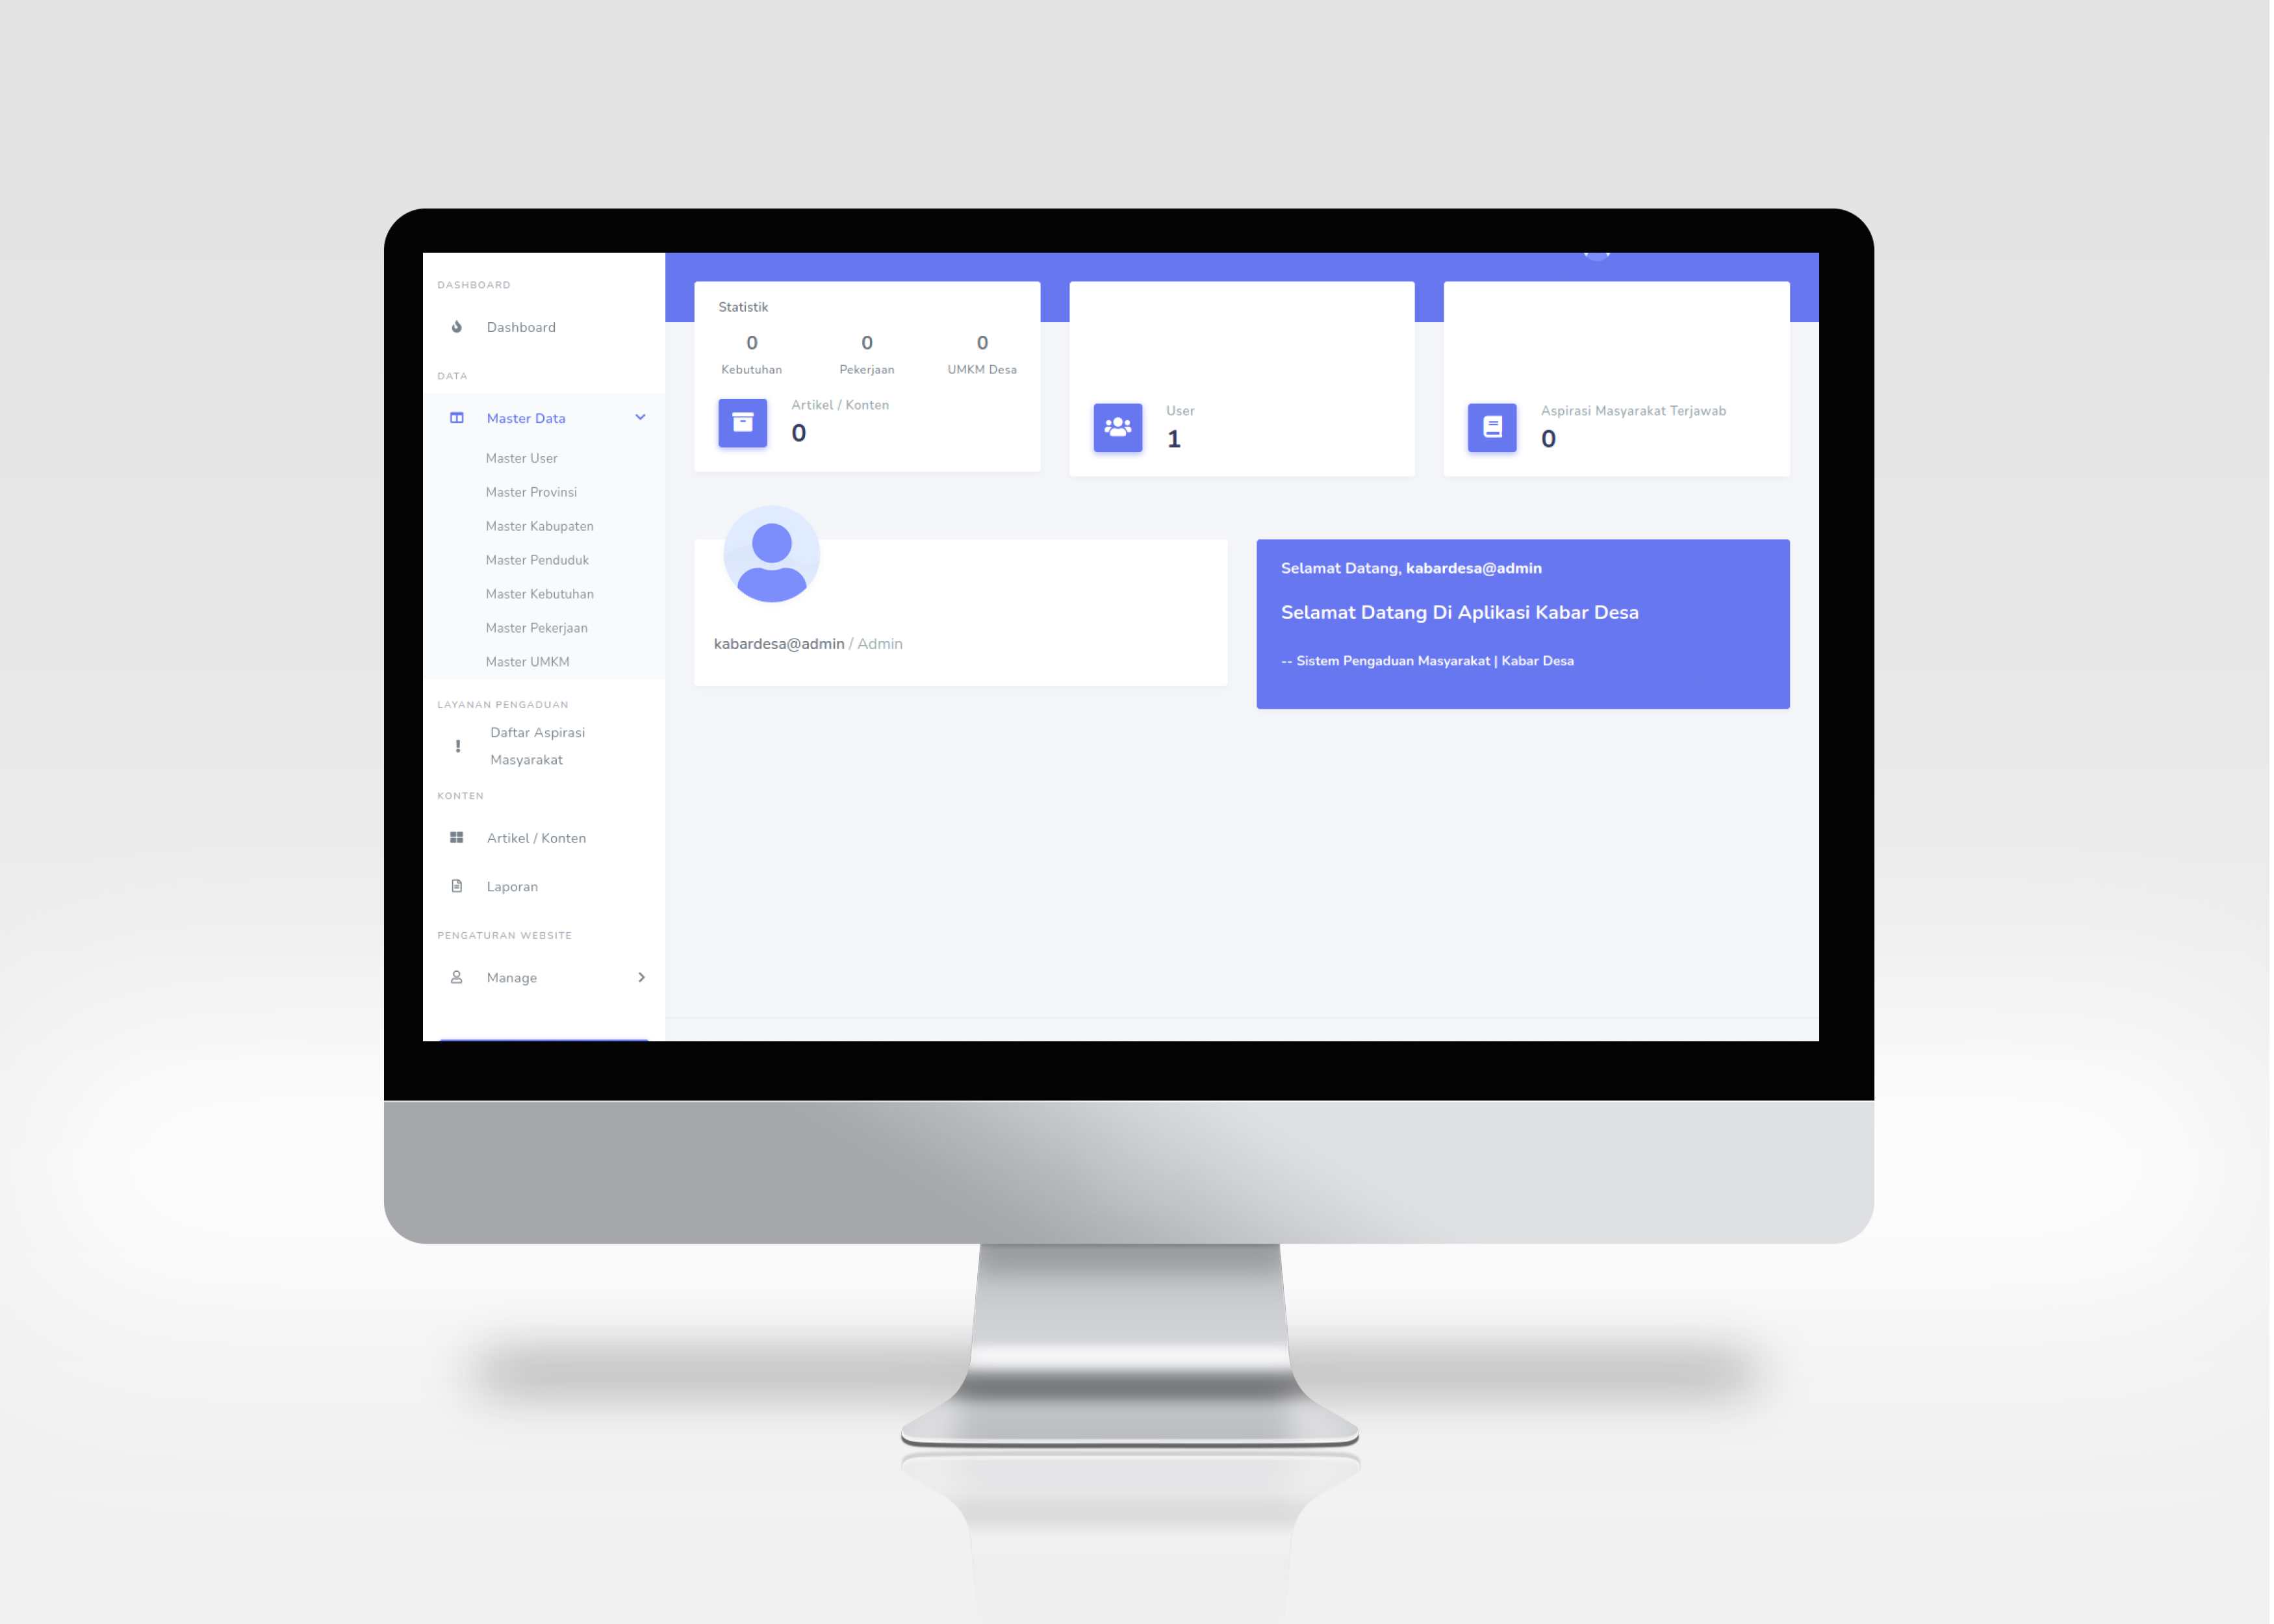 DASHBOARD
Dashboard
DATA
Master Data
Master User
Master Provinsi
Master Kabupaten
Master Penduduk
Master Kebutuhan
Master Pekerjaan
Master UMKM
LAYANAN PENGADUAN
Daftar Aspirasi
Masyarakat
KONTEN
Artikel / Konten
Laporan
PENGATURAN WEBSITE
Manage
Statistik
0 0 0
Kebutuhan Pekerjaan UMKM Desa
Artikel / Konten
0
User
1
Aspirasi Masyarakat Terjawab
0
kabardesa@admin / Admin
Selamat Datang, kabardesa@admin
Selamat Datang Di Aplikasi Kabar Desa
-- Sistem Pengaduan Masyarakat | Kabar Desa